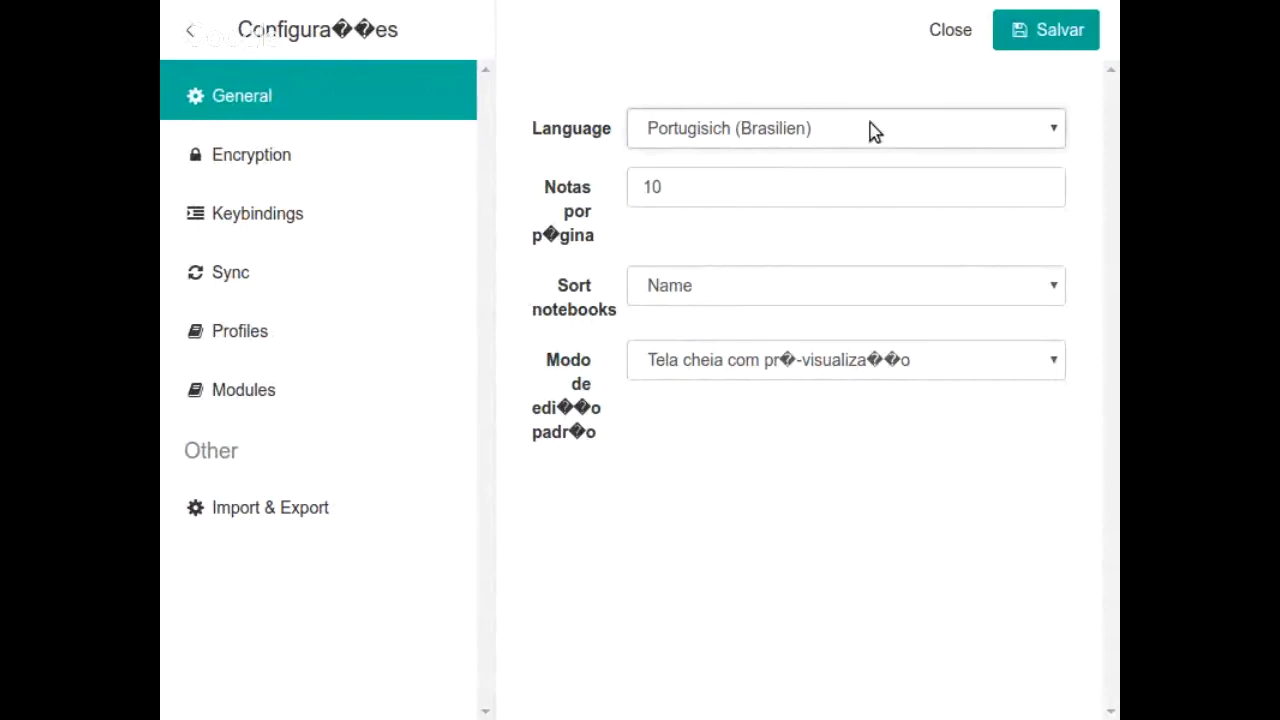 Configura��es
Close
Salvar
General
Encryption
Keybindings
Sync
Profiles
Modules
Other
Import & Export
Language
Portugisich (Brasilien)
Notas
por
p�gina
10
Sort
notebooks
Name
Modo
de
edi��o
padr�o
Tela cheia com pr�-visualiza��o